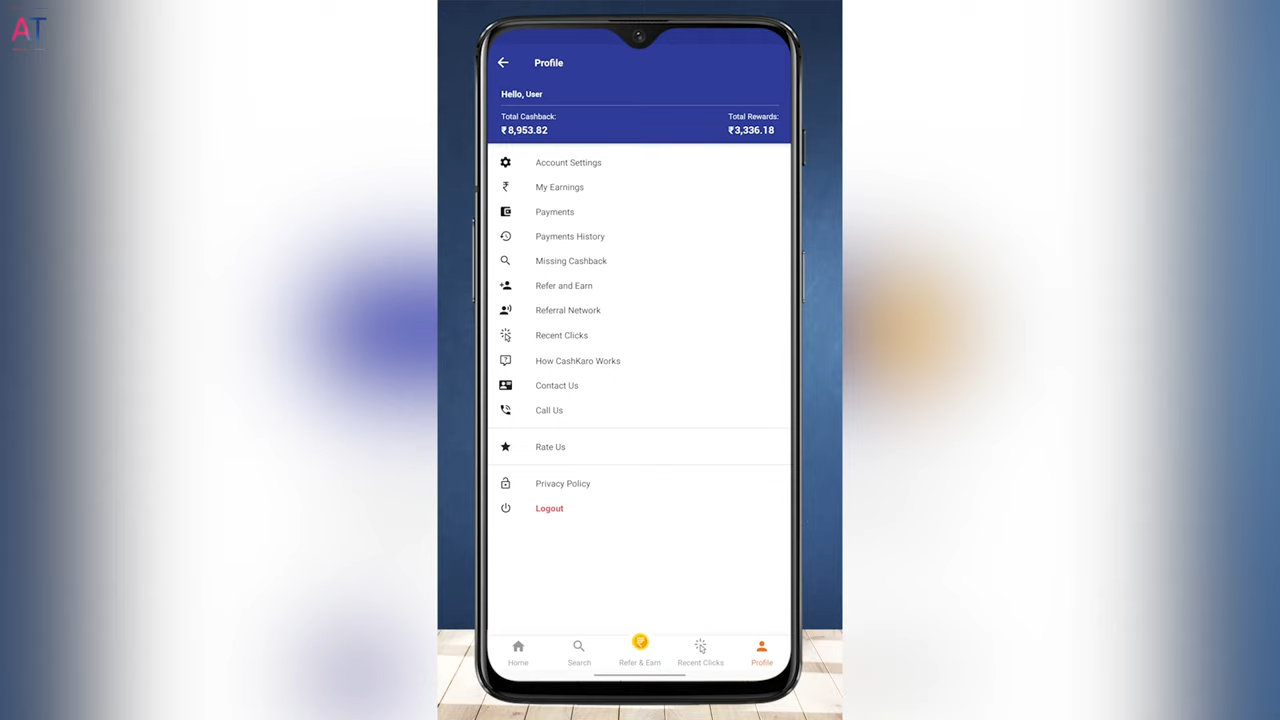 AT
Profile
Hello, User
Total Cashback: Total Rewards:
₹8,953.82 ₹3,336.18
Account Settings
₹ My Earnings
Payments
Payments History
Missing Cashback
Refer and Earn
Referral Network
Recent Clicks
? How CashKaro Works
Contact Us
Call Us
Rate Us
Privacy Policy
Logout
₹
Home Search Refer & Earn Recent Clicks Profile